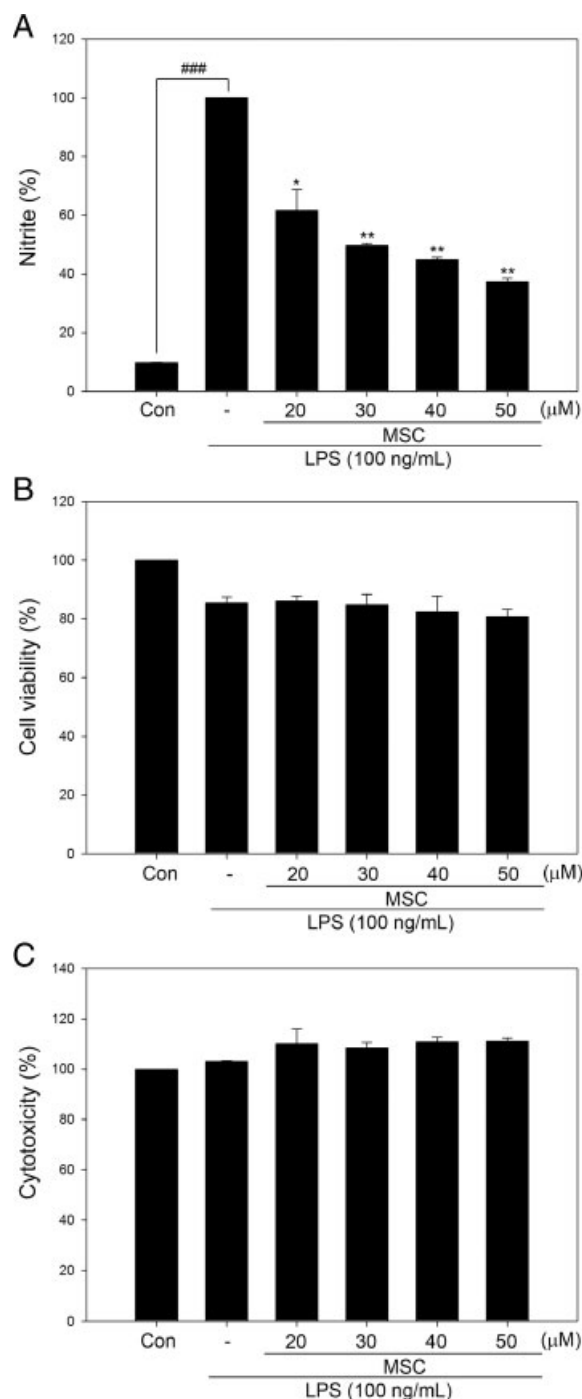 A
120
###
100
80
*
60
**
**
**
40
20
0
Nitrite (%)
Con - 20 30 40 50 (μM)
MSC
LPS (100 ng/mL)
B
120
100
80
60
40
20
0
Cell viability (%)
Con - 20 30 40 50 (μM)
MSC
LPS (100 ng/mL)
C
140
120
100
80
60
40
20
0
Cytotoxicity (%)
Con - 20 30 40 50 (μM)
MSC
LPS (100 ng/mL)